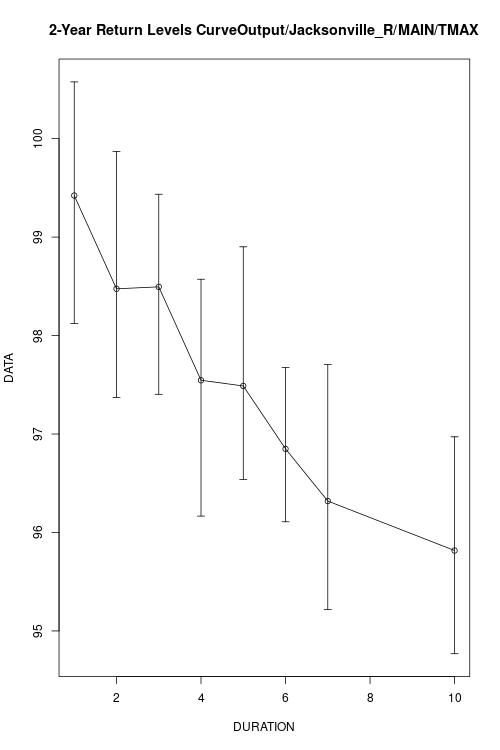 2-Year Return Levels CurveOutput/Jacksonville_R/MAIN/TMAX
100
99
98
97
96
95
DATA
2 4 6 8 10
DURATION